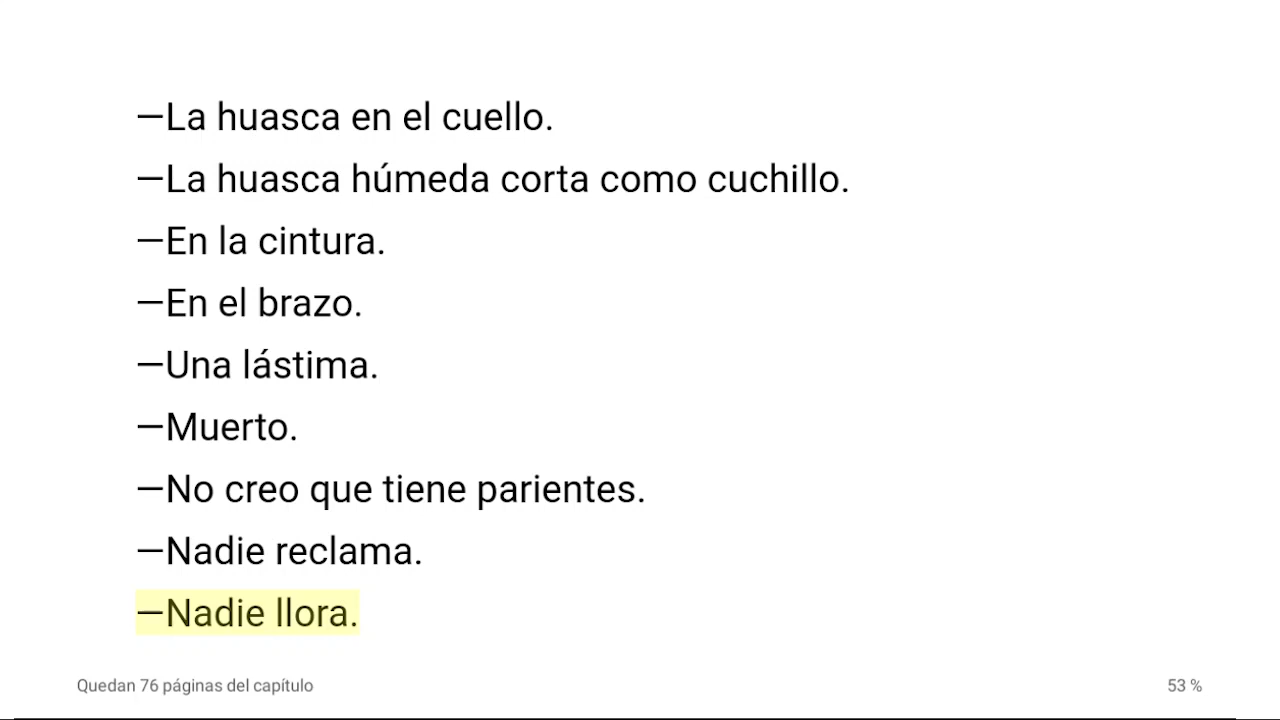 —La huasca en el cuello.
—La huasca húmeda corta como cuchillo.
—En la cintura.
—En el brazo.
—Una lástima.
—Muerto.
—No creo que tiene parientes.
—Nadie reclama.
—Nadie llora.
Quedan 76 páginas del capítulo
53 %